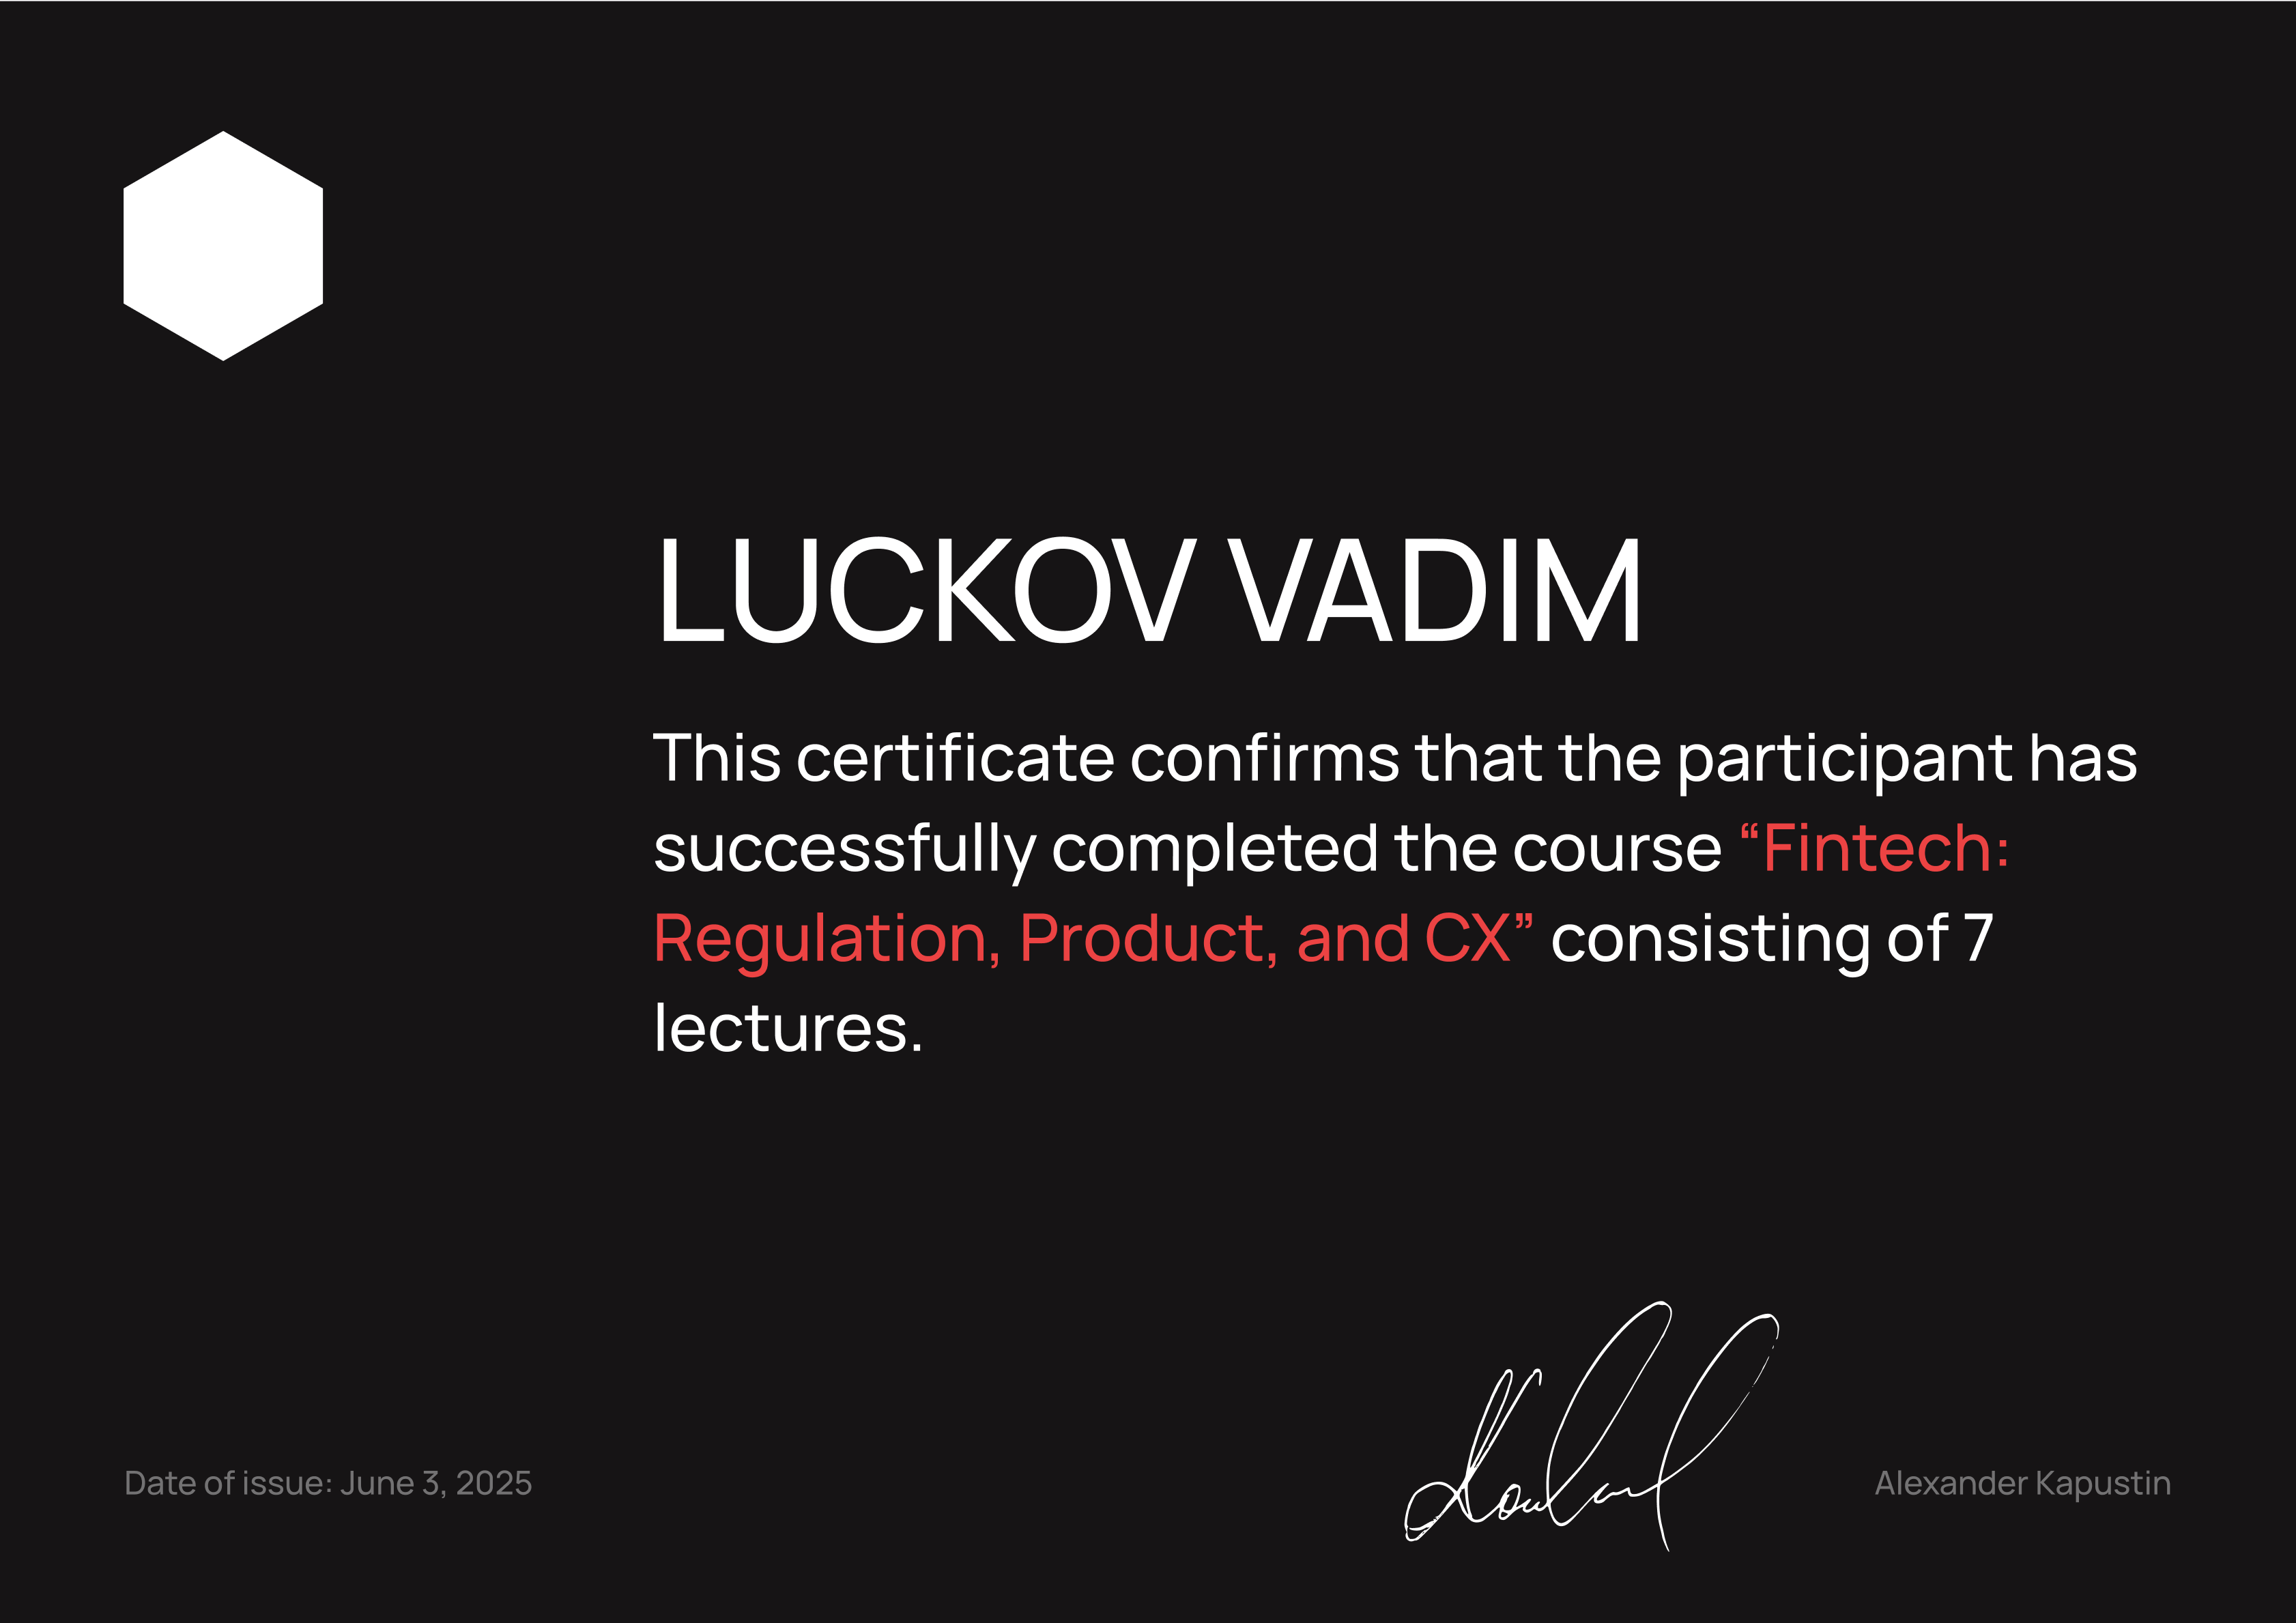 LUCKOV VADIM
This certificate confirms that the participant has
successfully completed the course “Fintech:
Regulation, Product, and CX” consisting of 7
lectures.
Date of issue: June 3, 2025
Alexander Kapustin